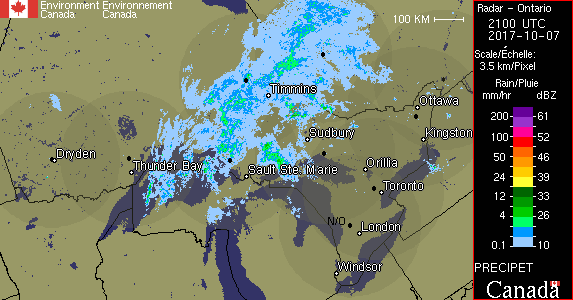 Environment Environnement
Canada Canada
100 KM
Timmins
Ottawa
Sudbury
Kingston
Dryden
Thunder Bay
Sault Ste. Marie
Orillia
Toronto
N/O
London
Windsor
Radar - Ontario
2100 UTC
2017-10-07
Scale/Échelle:
3.5 km/Pixel
Rain/Pluie
mm/hr dBZ
200 61
100 52
50 46
24 39
12 33
4 26
0.1 10
PRECIPET
Canada